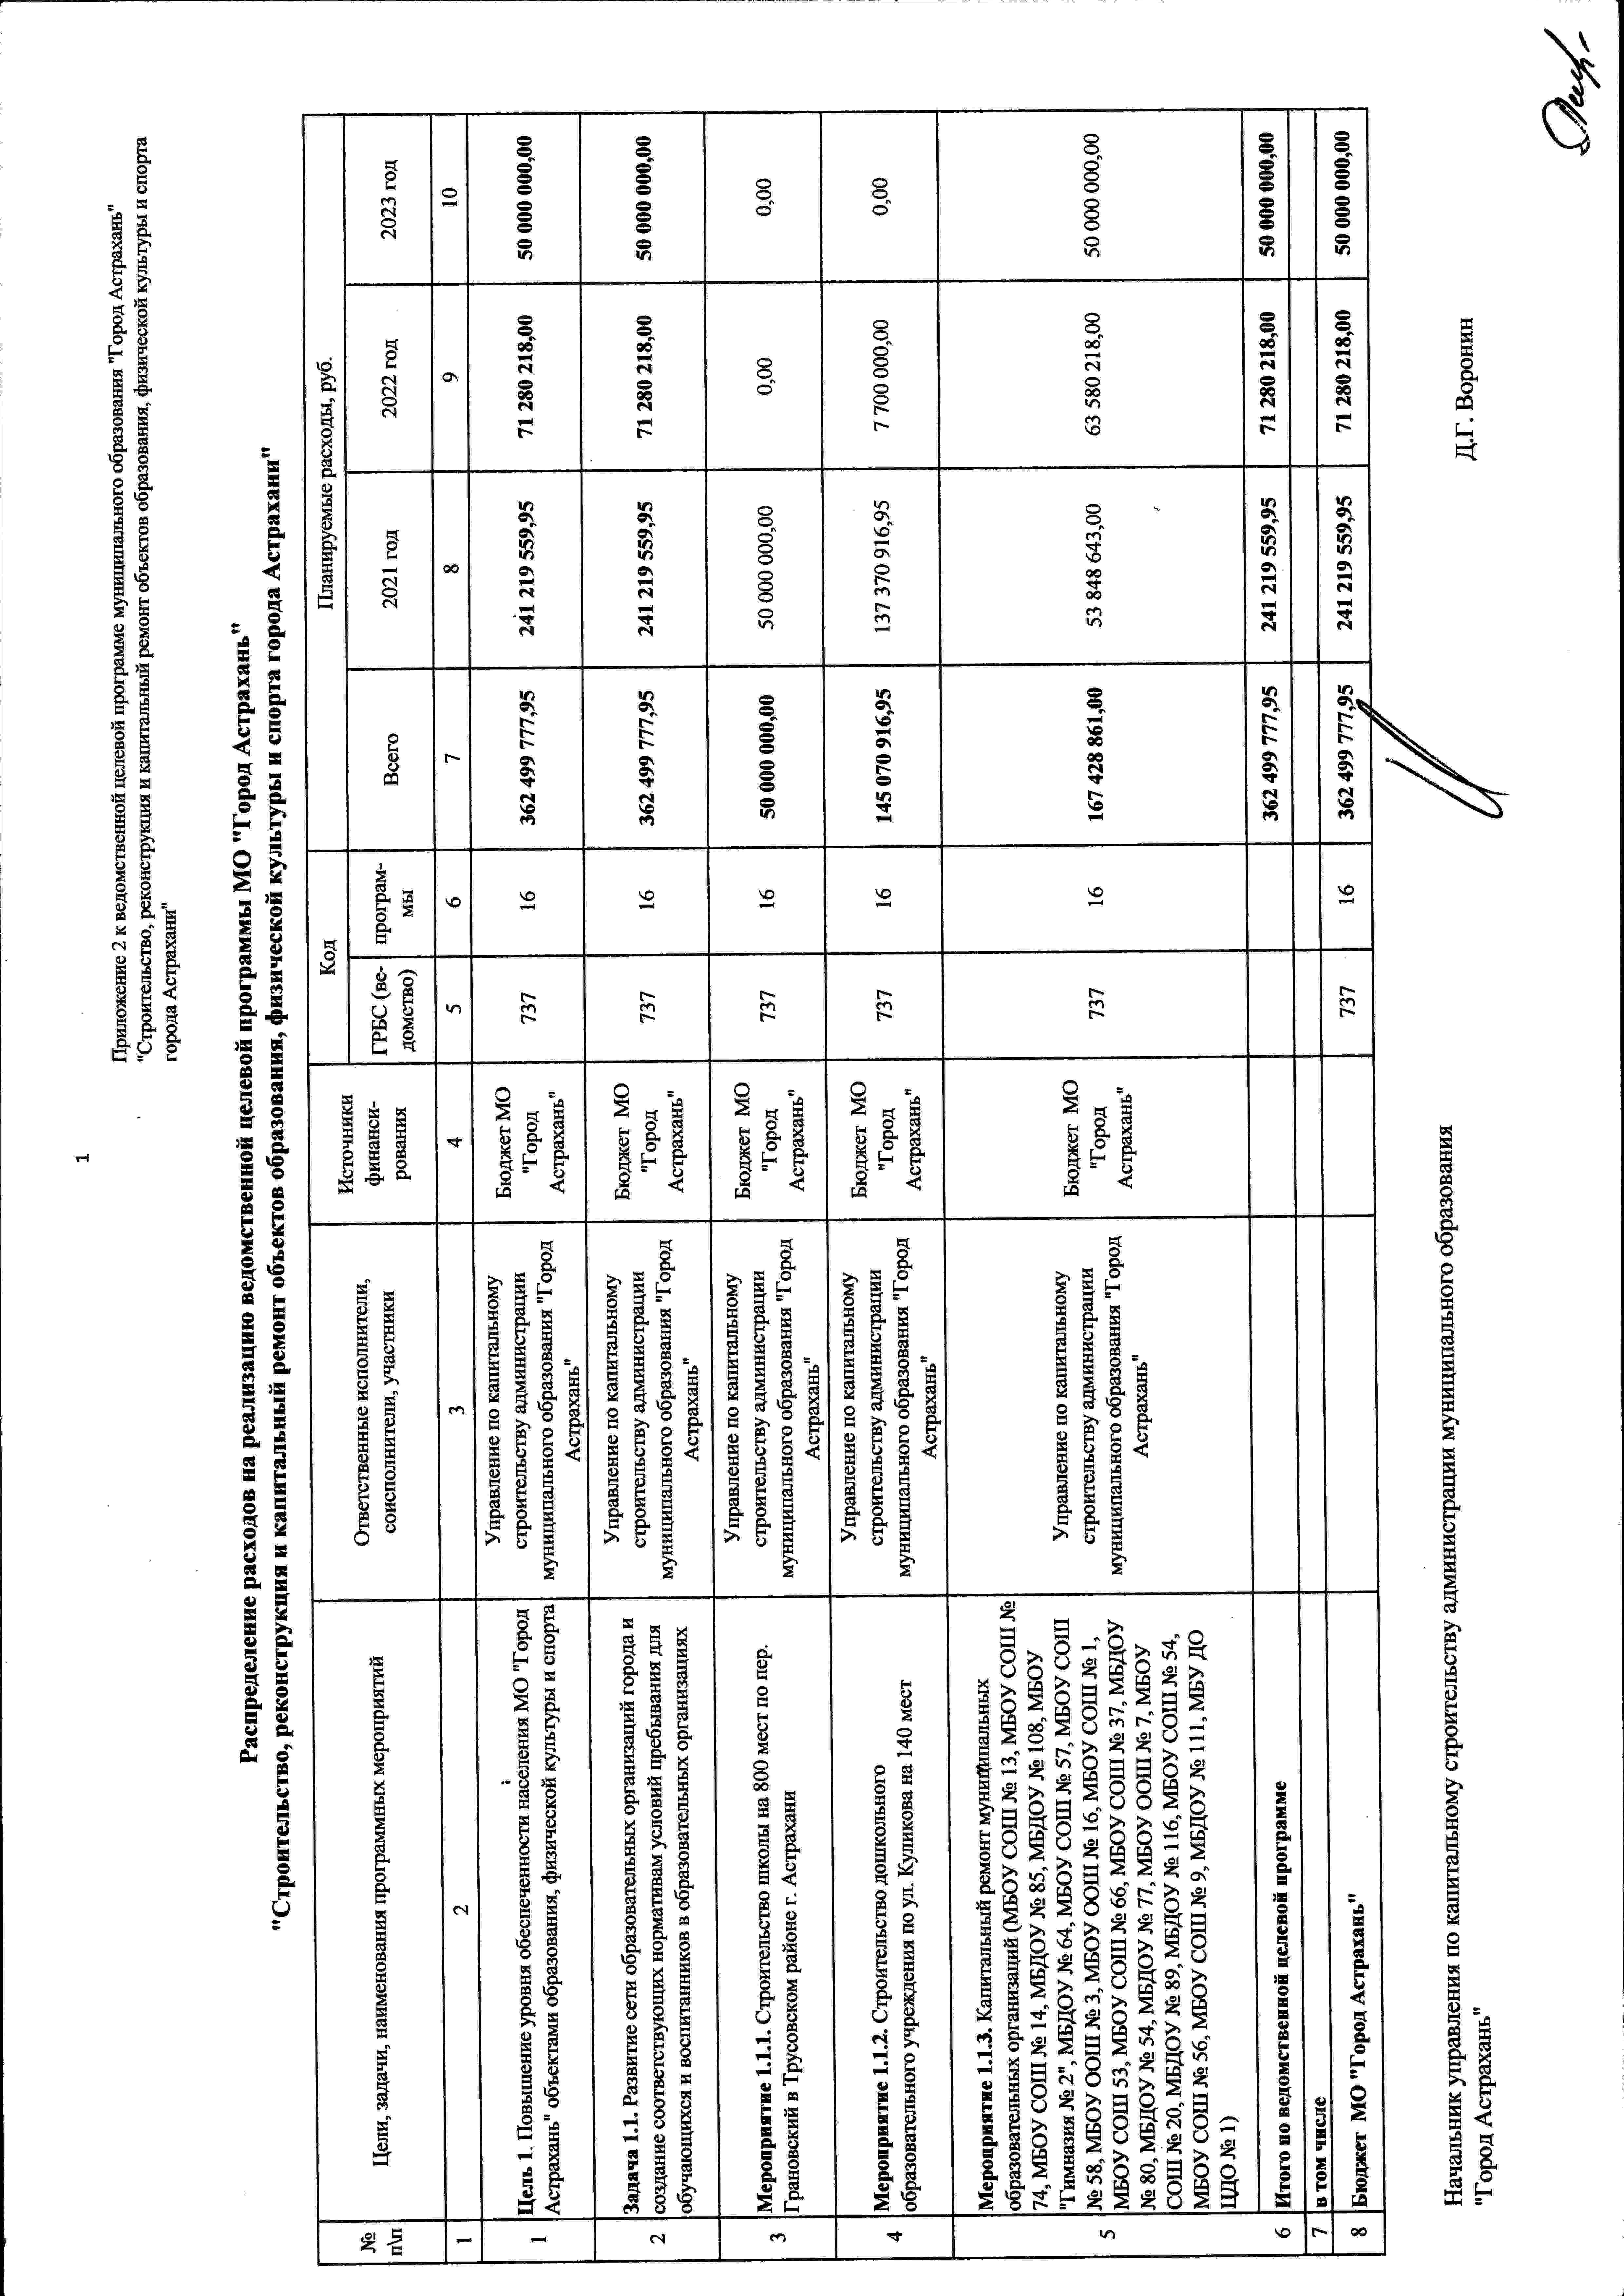 1
Приложение 2 к ведомственной целевой программе муниципального образования "Город Астрахань"
"Строительство, реконструкция и капитальный ремонт объектов образования, физической культуры и спорта
города Астрахани"
Распределение расходов на реализацию ведомственной целевой программы МО "Город Астрахань"
"Строительство, реконструкция и капитальный ремонт объектов образования, физической культуры и спорта города Астрахани"
№
п\п
Цели, задачи, наименования программных мероприятий
Ответственные исполнители,
соисполнители, участники
Источники
финанси-
рования
Код
ГРБС (ве-
домство)
програм-
мы
Планируемые расходы, руб.
Всего
2021 год
2022 год
2023 год
1 2 3 4 5 6 7 8 9 10
1
Цель 1. Повышение уровня обеспеченности населения МО "Город
Астрахань" объектами образования, физической культуры и спорта
Управление по капитальному
строительству администрации
муниципального образования "Город
Астрахань"
Бюджет МО
"Город
Астрахань"
737 16 362 499 777,95 241 219 559,95 71 280 218,00 50 000 000,00
2
Задача 1.1. Развитие сети образовательных организаций города и
создание соответствующих нормативам условий пребывания для
обучающихся и воспитанников в образовательных организациях
Управление по капитальному
строительству администрации
муниципального образования "Город
Астрахань"
Бюджет МО
"Город
Астрахань"
737 16 362 499 777,95 241 219 559,95 71 280 218,00 50 000 000,00
3
Мероприятие 1.1.1. Строительство школы на 800 мест по пер.
Грановский в Трусовском районе г. Астрахани
Управление по капитальному
строительству администрации
муниципального образования "Город
Астрахань"
Бюджет МО
"Город
Астрахань"
737 16 50 000 000,00 50 000 000,00 0,00 0,00
4
Мероприятие 1.1.2. Строительство дошкольного
образовательного учреждения по ул. Куликова на 140 мест
Управление по капитальному
строительству администрации
муниципального образования "Город
Астрахань"
Бюджет МО
"Город
Астрахань"
737 16 145 070 916,95 137 370 916,95 7 700 000,00 0,00
5
Мероприятие 1.1.3. Капитальный ремонт муниципальных
образовательных организаций (МБОУ СОШ № 13, МБОУ СОШ №
74, МБОУ СОШ № 14, МБДОУ № 85, МБДОУ № 108, МБОУ
"Гимназия № 2", МБДОУ № 64, МБОУ СОШ № 57, МБОУ СОШ
№ 58, МБОУ ООШ № 3, МБОУ ООШ № 16, МБОУ СОШ № 1,
МБОУ СОШ 53, МБОУ СОШ № 66, МБОУ СОШ № 37, МБДОУ
№ 80, МБДОУ № 54, МБДОУ № 77, МБОУ ООШ № 7, МБОУ
СОШ № 20, МБДОУ № 89, МБДОУ № 116, МБОУ СОШ № 54,
МБОУ СОШ № 56, МБОУ СОШ № 9, МБДОУ № 111, МБУ ДО
ЦДО № 1)
Управление по капитальному
строительству администрации
муниципального образования "Город
Астрахань"
Бюджет МО
"Город
Астрахань"
737 16 167 428 861,00 53 848 643,00 63 580 218,00 50 000 000,00
6 Итого по ведомственной целевой программе 362 499 777,95 241 219 559,95 71 280 218,00 50 000 000,00
7 в том числе
8 Бюджет МО "Город Астрахань" 737 16 362 499 777,95 241 219 559,95 71 280 218,00 50 000 000,00
Начальник управления по капитальному строительству администрации муниципального образования
"Город Астрахань"
Д.Г. Воронин